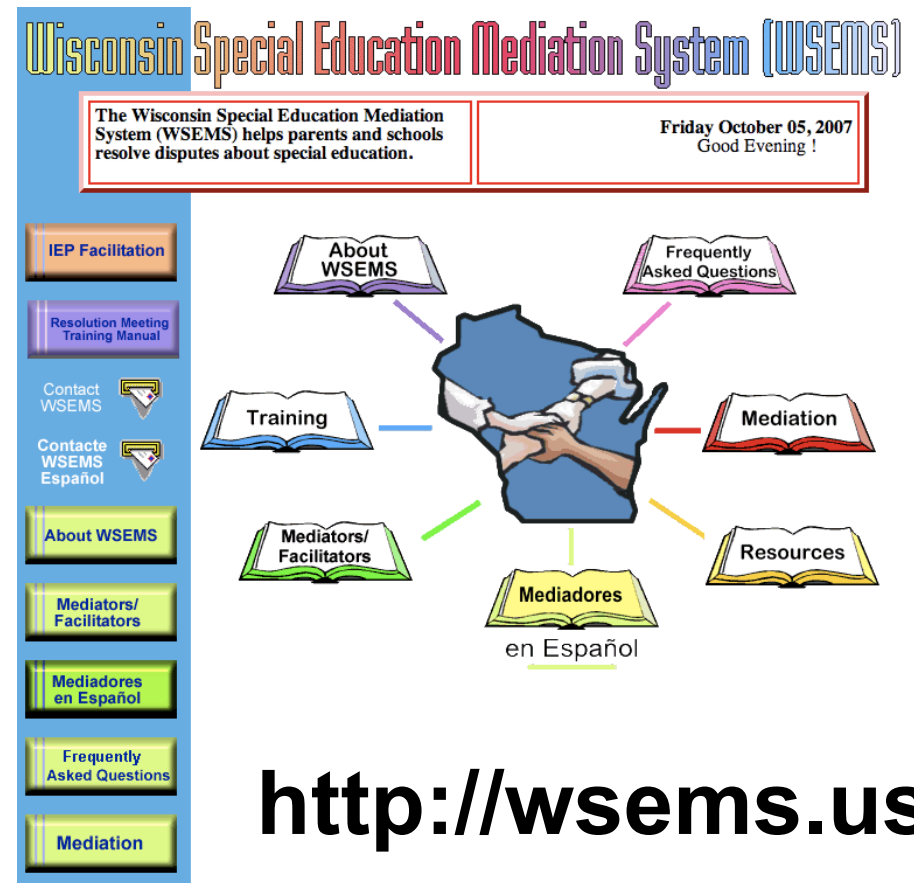 Wisconsin Special Education Mediation System (WSEMS)
The Wisconsin Special Education Mediation
System (WSEMS) helps parents and schools
resolve disputes about special education.
Friday October 05, 2007
Good Evening !
IEP Facilitation
Resolution Meeting
Training Manual
Contact
WSEMS
Contacte
WSEMS
Español
About WSEMS
Mediators/
Facilitators
Mediadores
en Español
Frequently
Asked Questions
Mediation
About
WSEMS
Frequently
Asked Questions
Training
Mediation
Mediators/
Facilitators
Resources
Mediadores
en Español
http://wsems.us